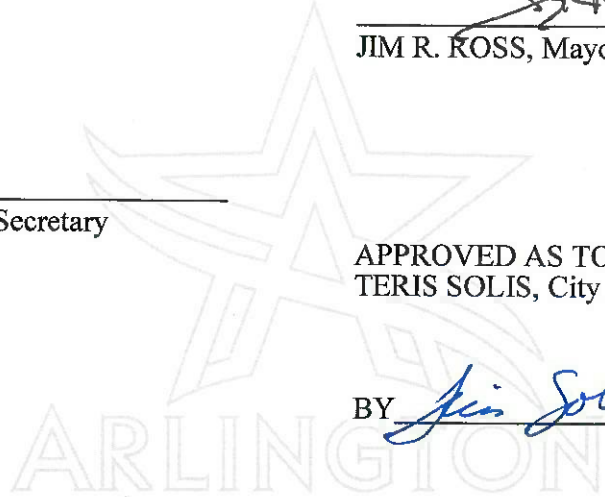 JIM R. ROSS, Mayo
Secretary
APPROVED AS TO
TERIS SOLIS, City
BY
ARLINGTON